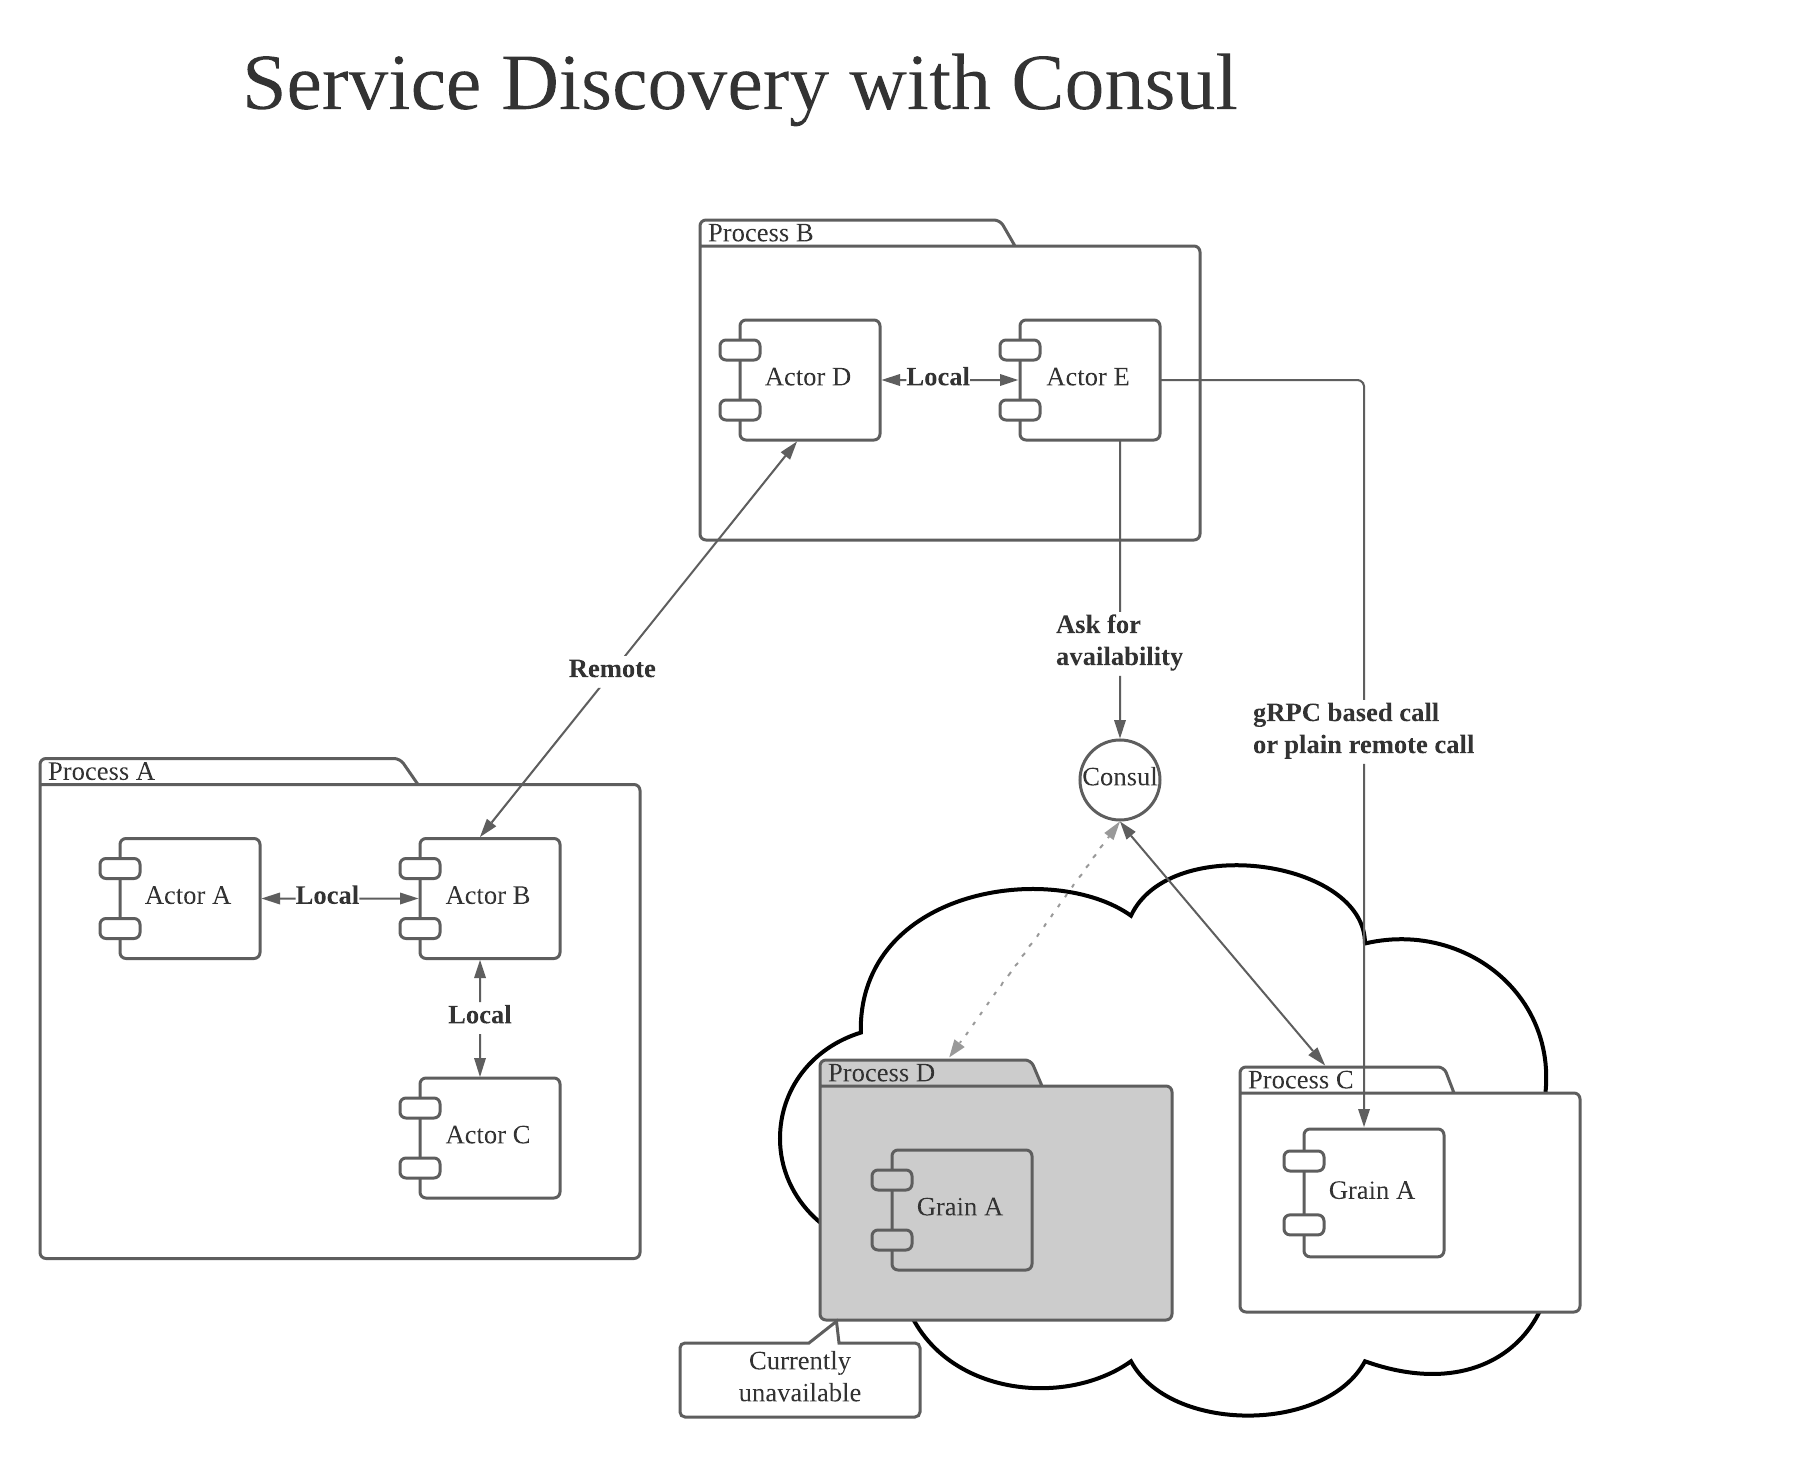 Service Discovery with Consul
Process B
Actor D
Local
Actor E
Ask for
availability
Remote
gRPC based call
or plain remote call
Process A
Consul
Actor A
Local
Actor B
Local
Actor C
Process D
Process C
Grain A
Grain A
Currently
unavailable